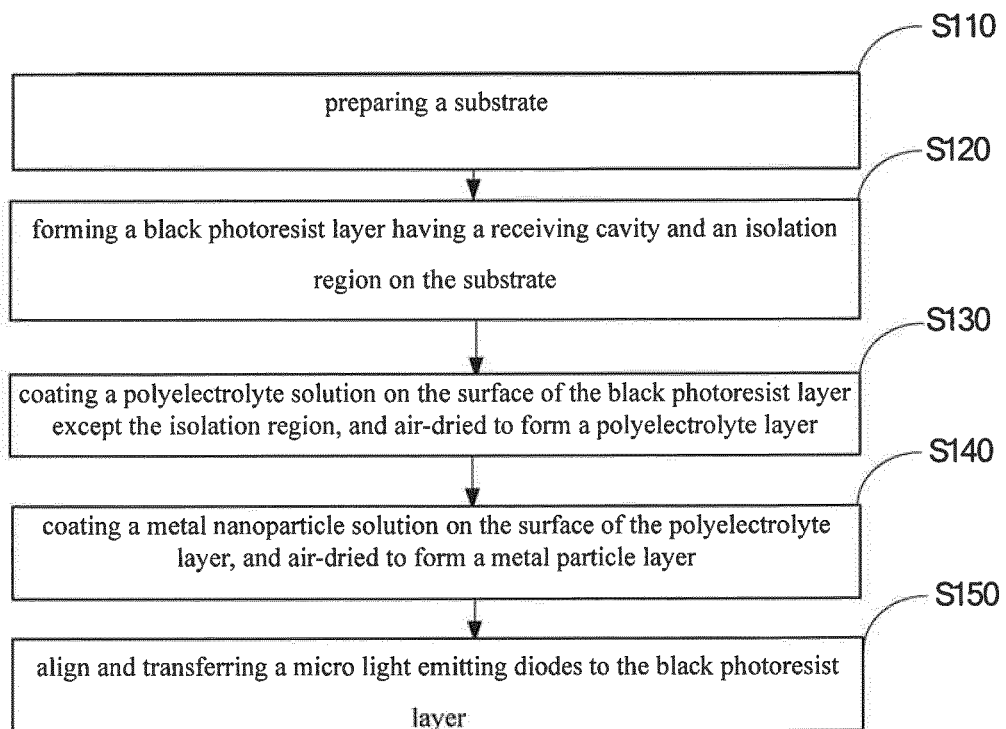 S110
preparing a substrate
S120
forming a black photoresist layer having a receiving cavity and an isolation
region on the substrate
S130
coating a polyelectrolyte solution on the surface of the black photoresist layer
except the isolation region, and air-dried to form a polyelectrolyte layer
S140
coating a metal nanoparticle solution on the surface of the polyelectrolyte
layer, and air-dried to form a metal particle layer
S150
align and transferring a micro light emitting diodes to the black photoresist
layer